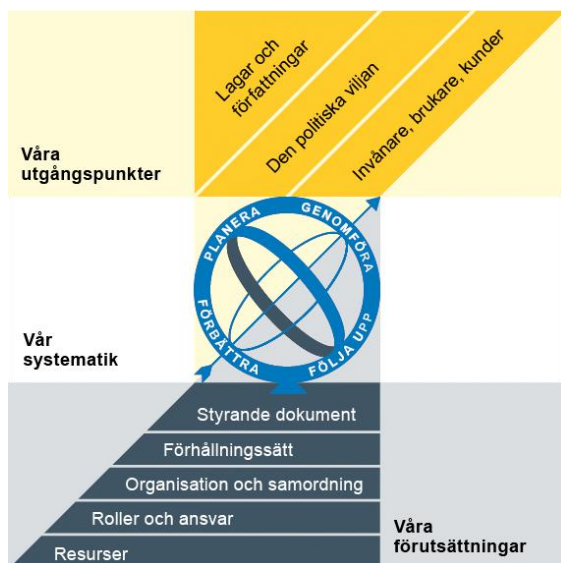 Lagar och
författningar
Den politiska viljan
Invånare, brukare, kunder
Våra
utgångspunkter
PLANERA
GENOMFÖRA
FÖRBÄTTRA
FÖLJA UPP
Vår
systematik
Styrande dokument
Förhållningssätt
Organisation och samordning
Roller och ansvar
Resurser
Våra
förutsättningar